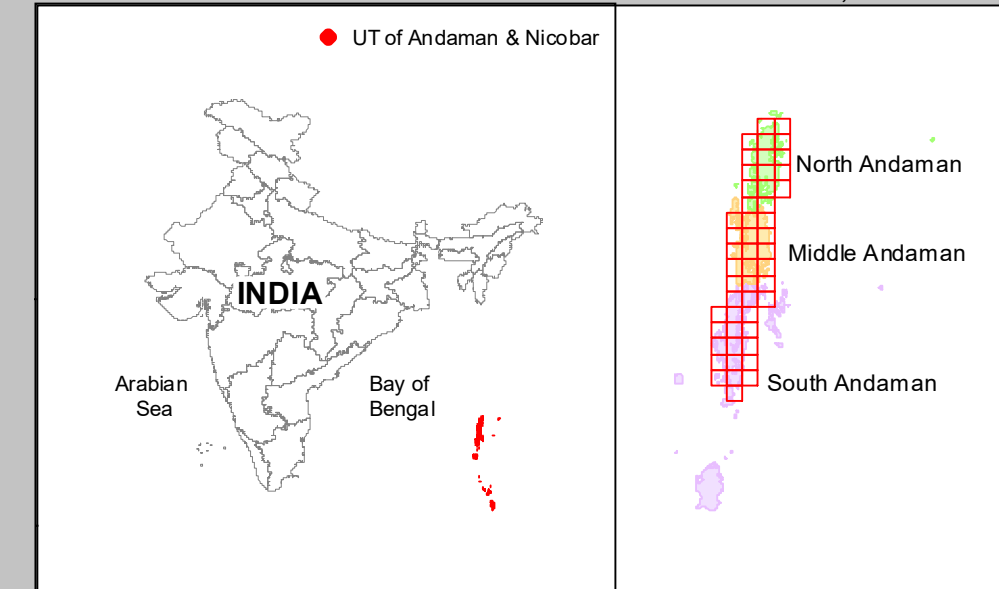 UT of Andaman & Nicobar
INDIA
Arabian
Sea
Bay of
Bengal
North Andaman
Middle Andaman
South Andaman